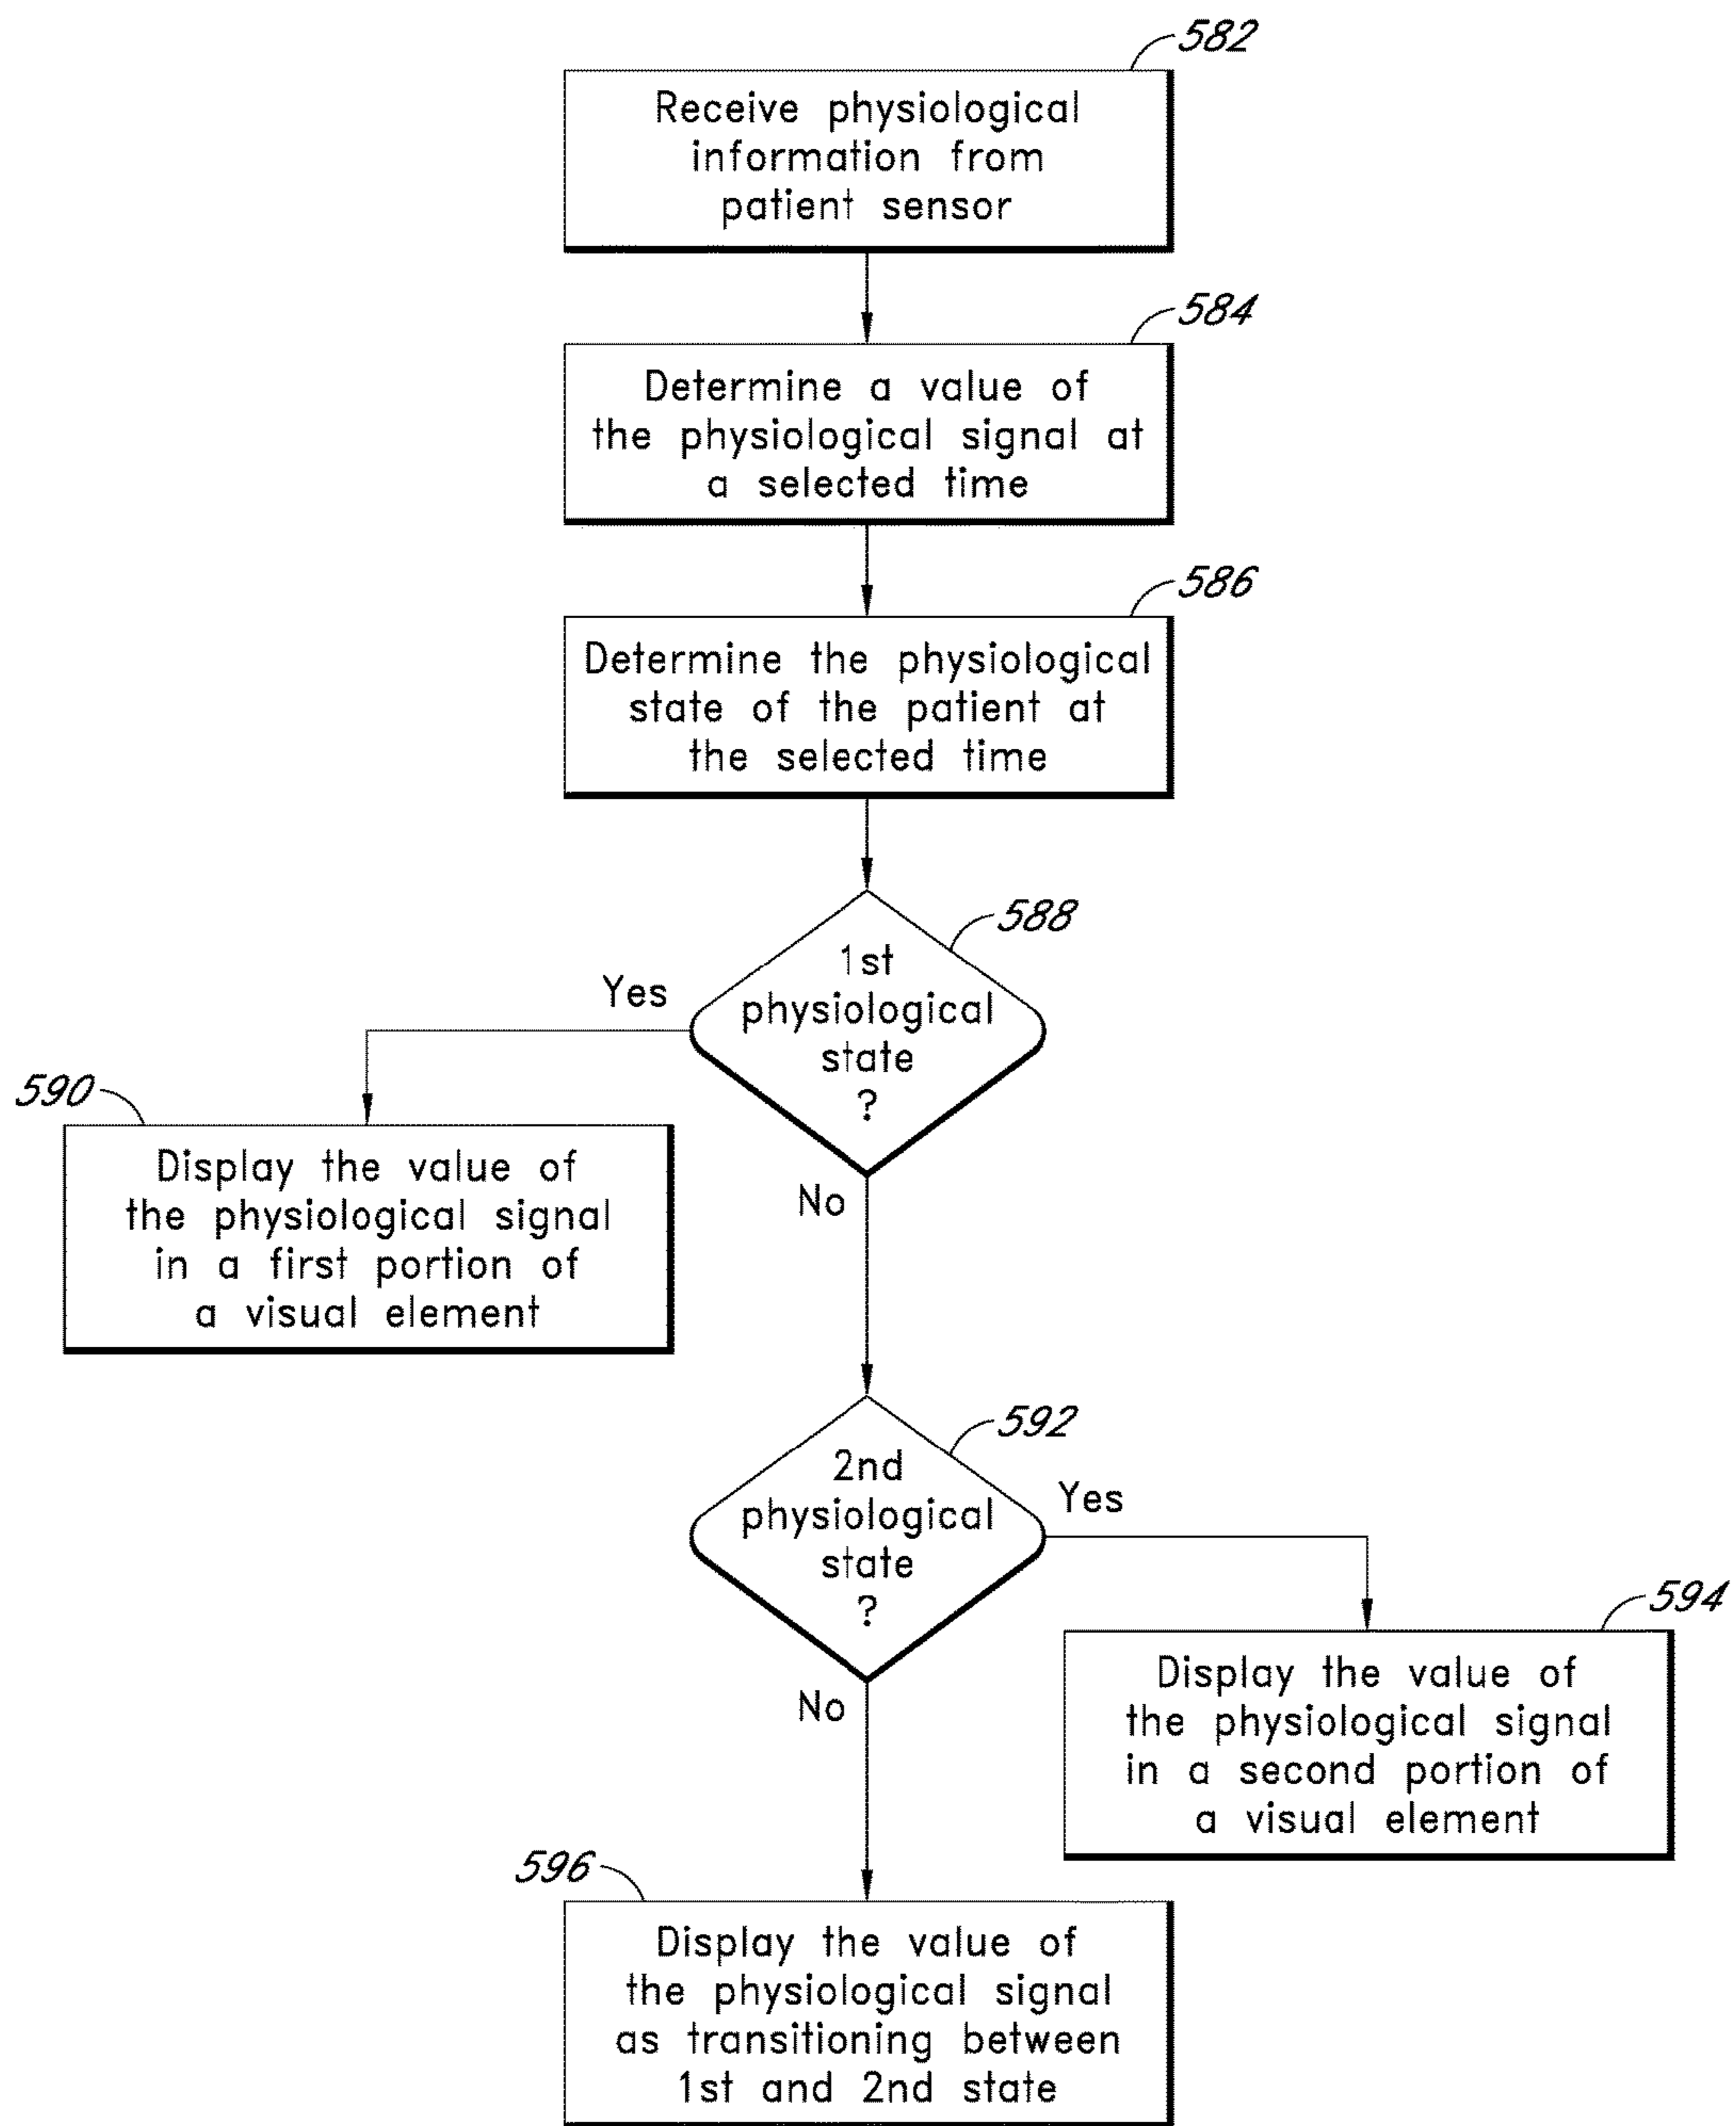 582
Receive physiological
information from
patient sensor
584
Determine a value of
the physiological signal at
a selected time
586
Determine the physiological
state of the patient at
the selected time
588
1st
physiological
state
?
Yes
No
590
Display the value of
the physiological signal
in a first portion of
a visual element
592
2nd
physiological
state
?
Yes
No
594
Display the value of
the physiological signal
in a second portion of
a visual element
596
Display the value of
the physiological signal
as transitioning between
1st and 2nd state